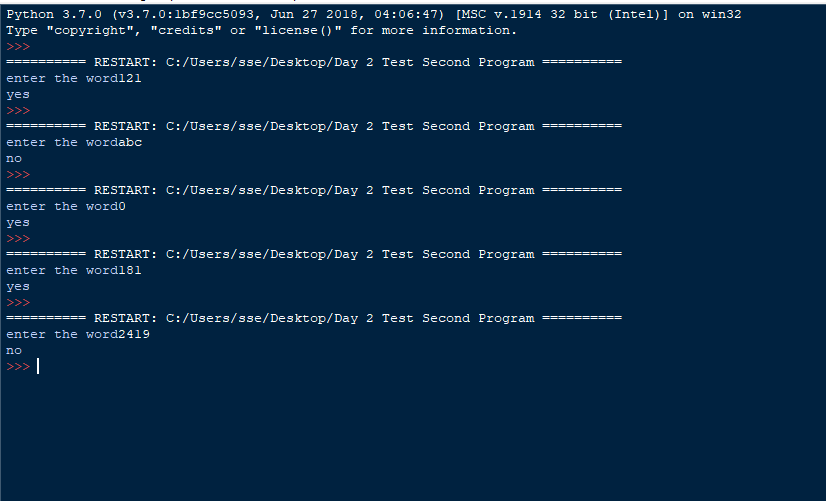 Python 3.7.0 (v3.7.0:1bf9cc5093, Jun 27 2018, 04:06:47) [MSC v.1914 32 bit (Intel)] on win32
Type "copyright", "credits" or "license()" for more information.
>>>
========== RESTART: C:/Users/sse/Desktop/Day 2 Test Second Program ==========
enter the word121
yes
>>>
========== RESTART: C:/Users/sse/Desktop/Day 2 Test Second Program ==========
enter the wordabc
no
>>>
========== RESTART: C:/Users/sse/Desktop/Day 2 Test Second Program ==========
enter the word0
yes
>>>
========== RESTART: C:/Users/sse/Desktop/Day 2 Test Second Program ==========
enter the word181
yes
>>>
========== RESTART: C:/Users/sse/Desktop/Day 2 Test Second Program ==========
enter the word2419
no
>>>